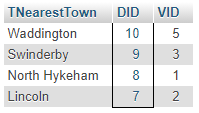 TNearestTown DID VID
Waddington 10 5
Swinderby 9 3
North Hykeham 8 1
Lincoln 7 2